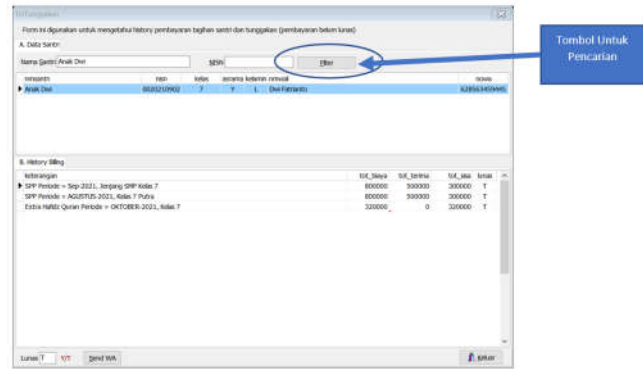 Form ini digunakan untuk mengetahui history pembayaran tagihan santri dan tunggakan (pembayaran belum lunas)
A. Data Santri
Nama Santri Anak Dwi NISN Filter
nmsantri nisn kelas asrama kelamin nmwali nowa
Anak Dwi 0020210902 7 Y L Dwi Fatrianto
B. History Billing
keterangan tot_biaya tot_terima tot_sisa lunas
SPP Periode = Sep-2021, Jenjang SMP Kelas 7 800000 500000 300000 T
SPP Periode = AGUSTUS-2021, Kelas 7 Putra 800000 500000 300000 T
Extra Hafidz Quran Periode = OKTOBER-2021, Kelas 7 320000 0 320000 T
Lunas T Y/T Send WA Keluar
Tombol Untuk
Pencarian